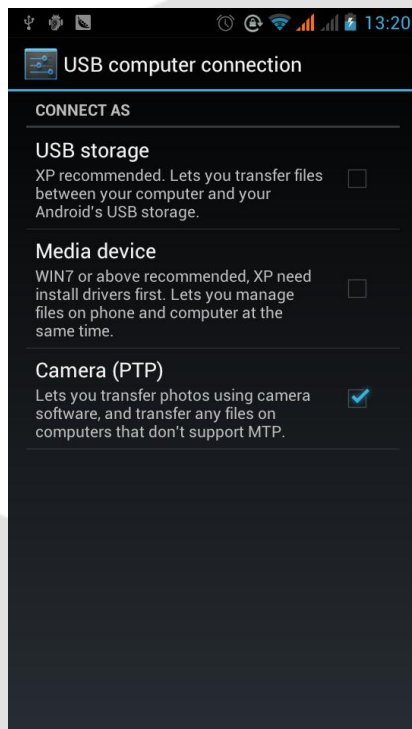 13:20
USB computer connection
CONNECT AS
USB storage
XP recommended. Lets you transfer files
between your computer and your
Android's USB storage.
Media device
WIN7 or above recommended, XP need
install drivers first. Lets you manage
files on phone and computer at the
same time.
Camera (PTP)
Lets you transfer photos using camera
software, and transfer any files on
computers that don't support MTP.